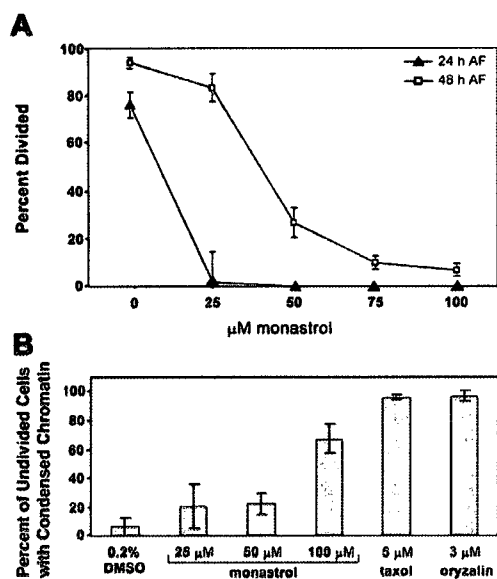 A
100
80
60
40
20
0
Percent Divided
24 h AF
48 h AF
0 25 50 75 100
µM monastrol
B
100
80
60
40
20
0
Percent of Undivided Cells
with Condensed Chromatin
0.2% 25 µM 50 µM 100 µM 5 µM 3 µM
DMSO monastrol taxol oryzalin